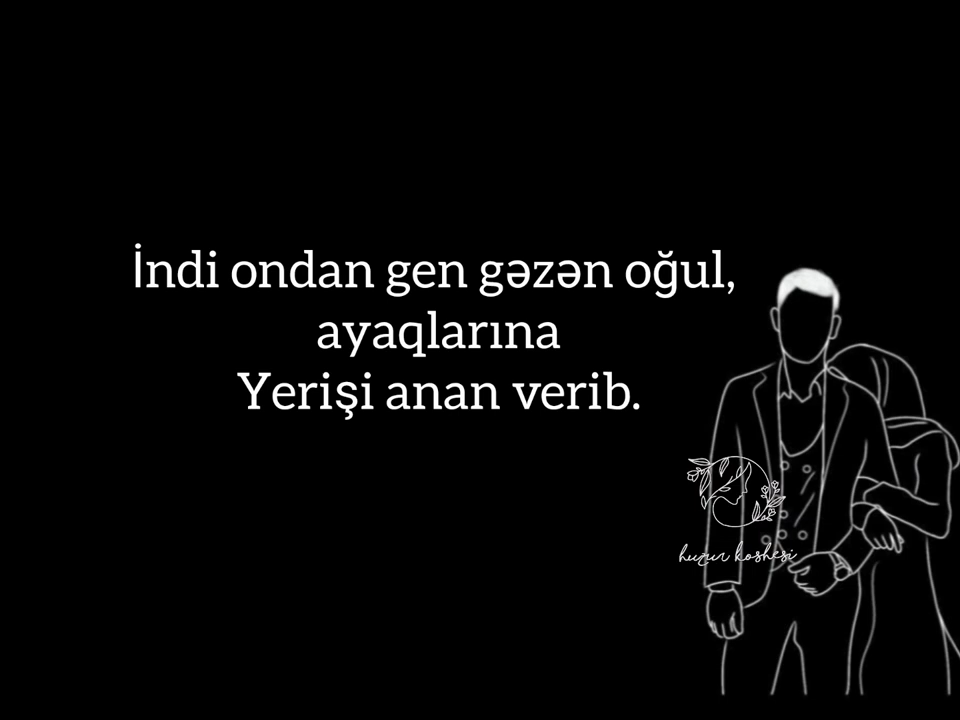 İndi ondan gen gəzən oğul,
ayaqlarına
Yerişi anan verib.
huzur koshesi